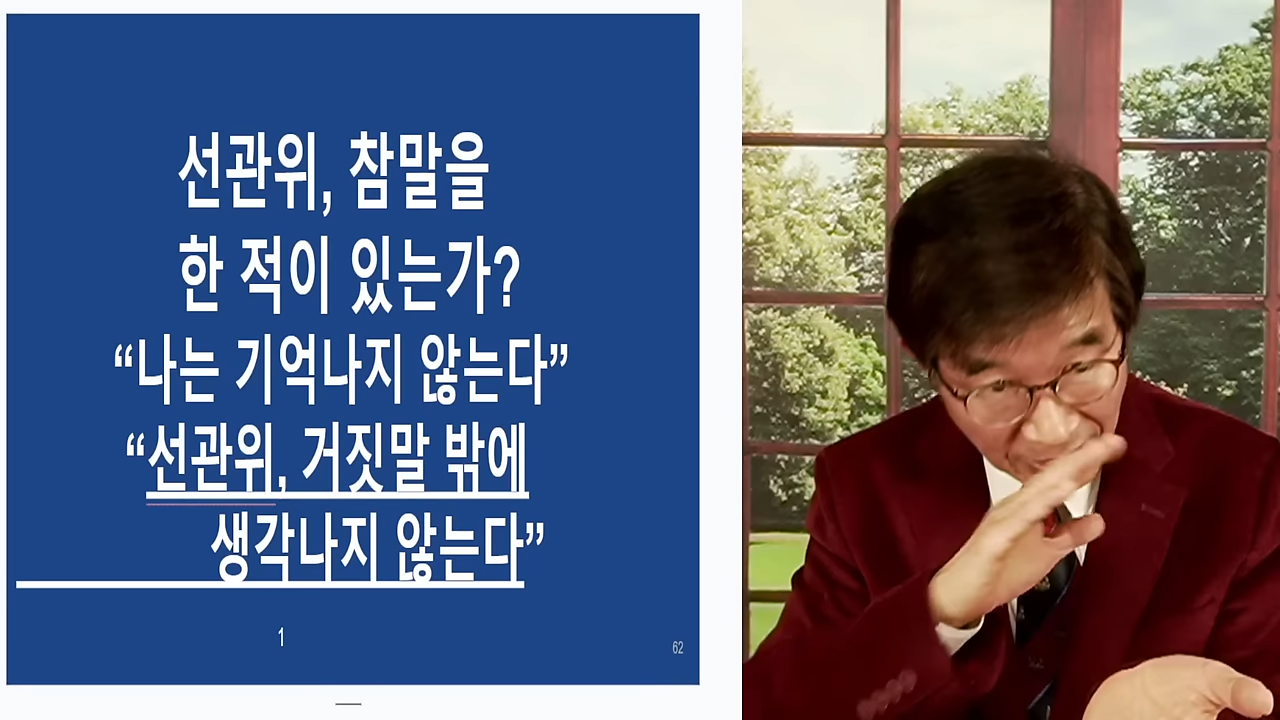 선관위, 참말을
한 적이 있는가?
“나는 기억나지 않는다”
“선관위, 거짓말 밖에
생각나지 않는다”
1
62